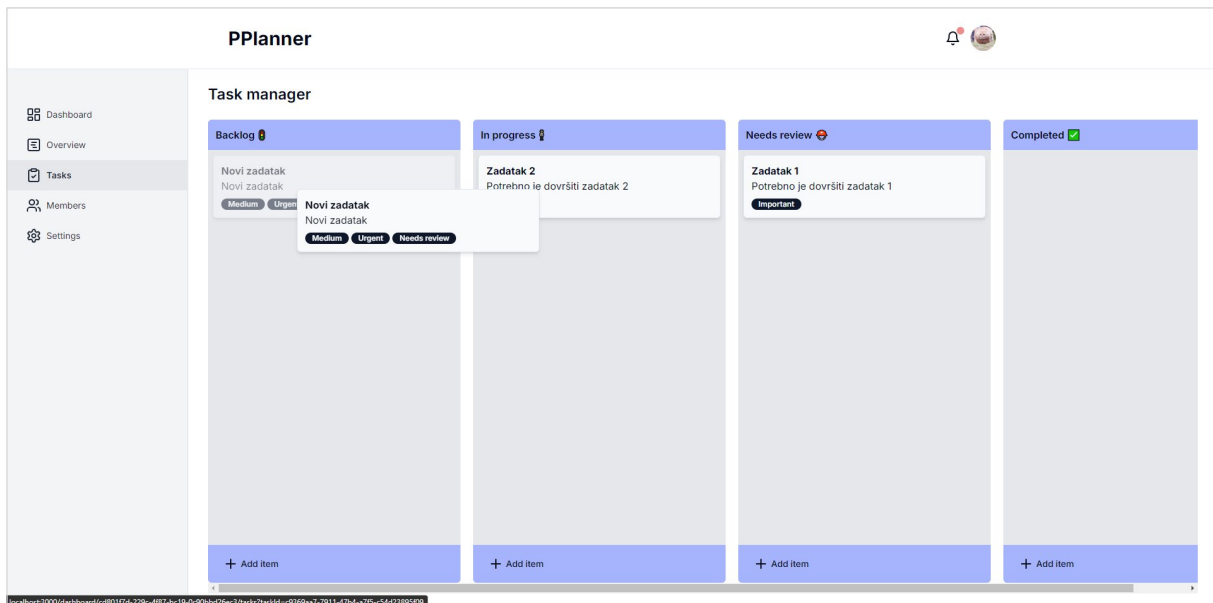 PPlanner
Dashboard
Overview
Tasks
Members
Settings
Task manager
Backlog 🚦
Novi zadatak
Novi zadatak
Medium Urgent
Novi zadatak
Novi zadatak
Medium Urgent Needs review
+ Add item
In progress
Zadatak 2
Potrebno je dovršiti zadatak 2
+ Add item
Needs review ⛑️
Zadatak 1
Potrebno je dovršiti zadatak 1
Important
+ Add item
Completed ✅
+ Add item